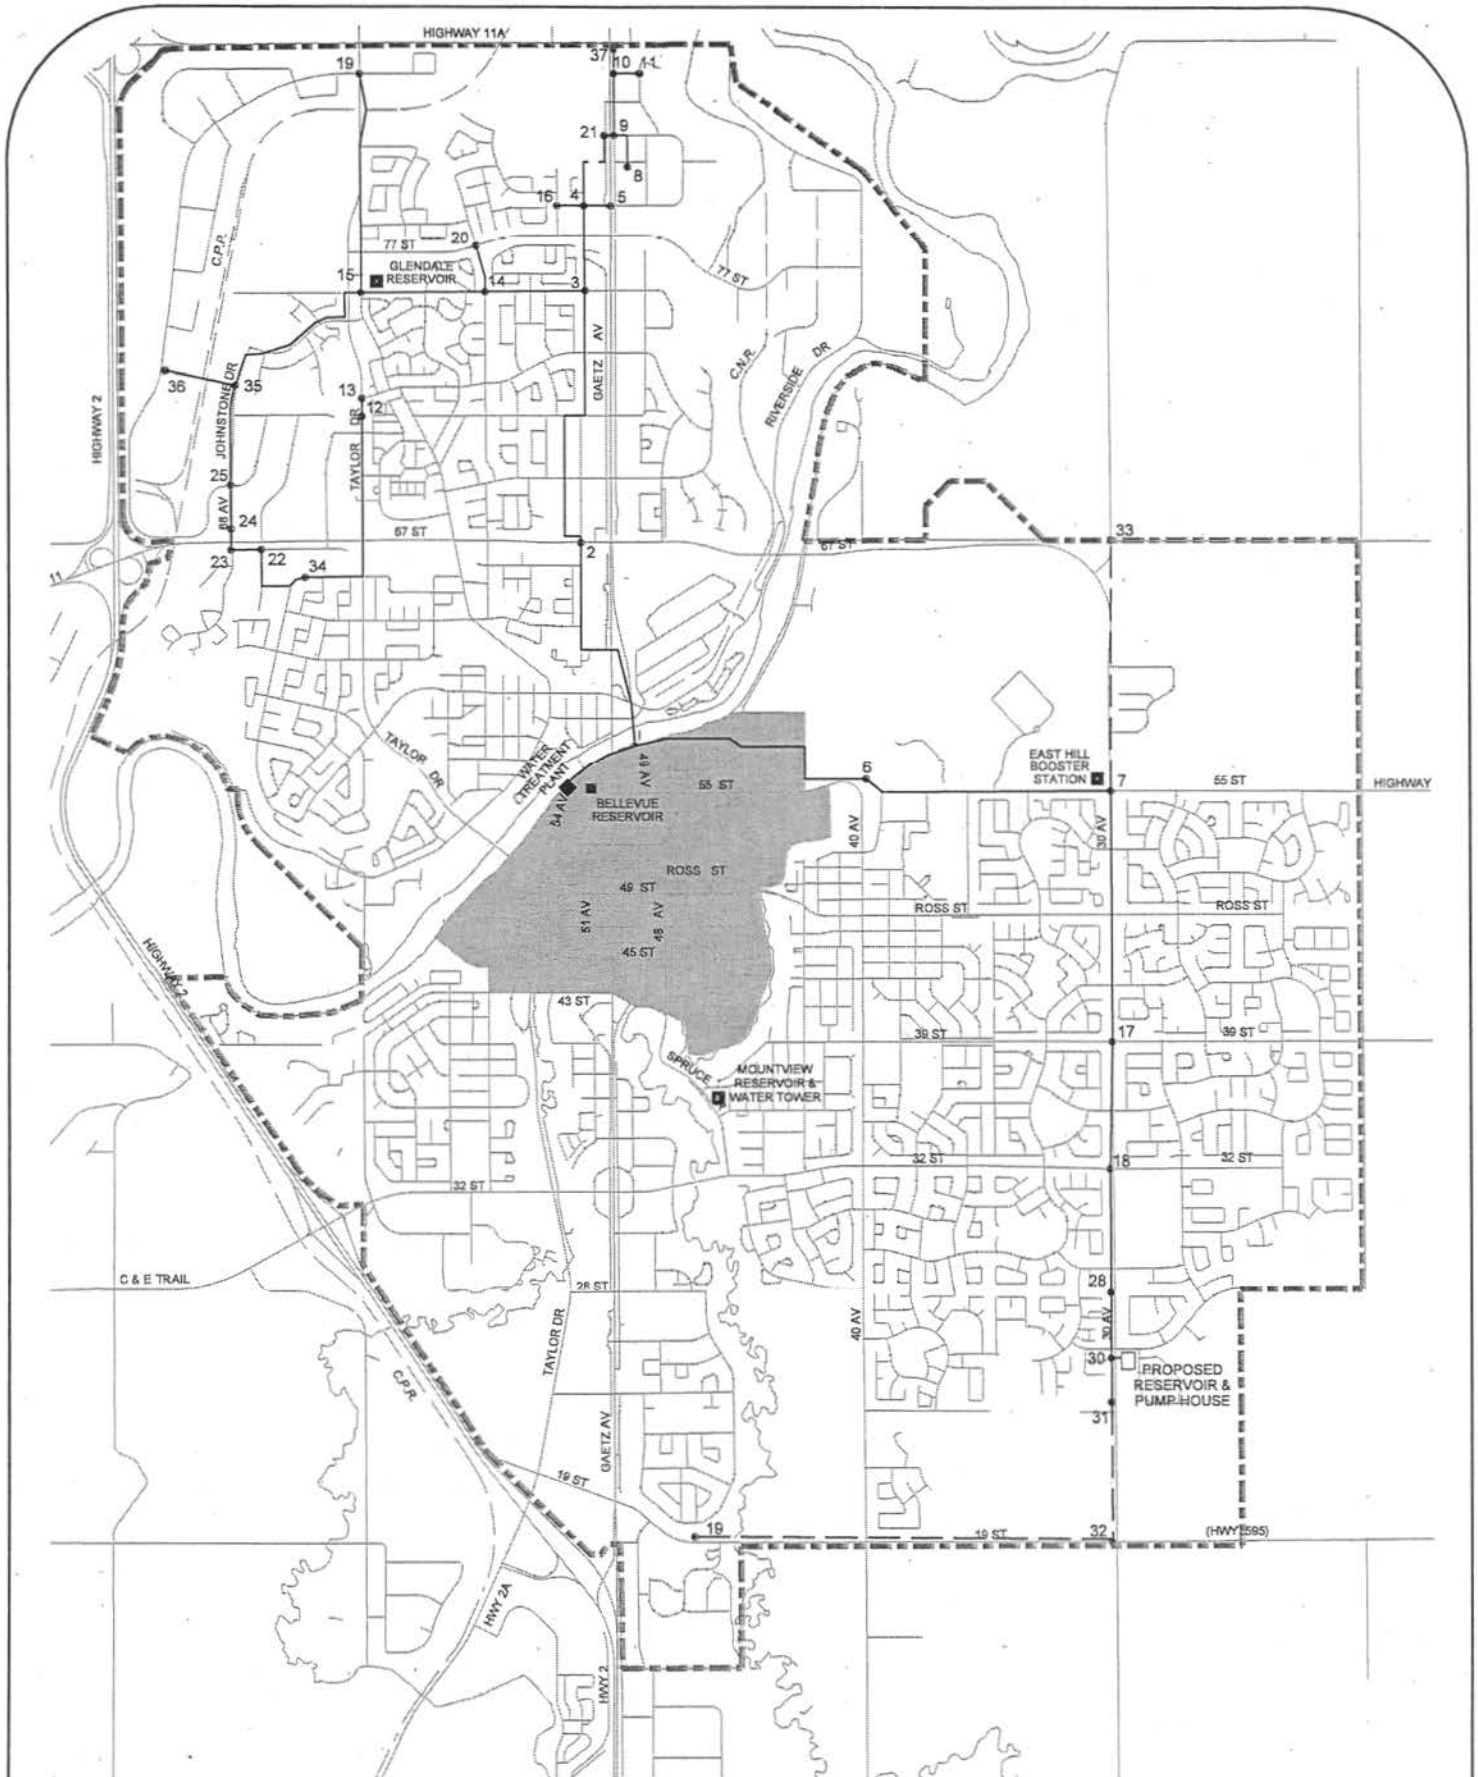 HIGHWAY 11A
37
19
10 11
21 9
8
16 4 5
77 ST
20
C.P.P.
GLENDALE
RESERVOIR
15
14
3
77 ST
GAETZ AV
C.N.R.
RIVERSIDE DR
36
35
JOHNSTONE DR
13
12
TAYLOR DR
HIGHWAY 2
25
68 AV
24
67 ST
23
22
34
2
67 ST
33
11
TAYLOR DR
WATER
TREATMENT
PLANT
54 AV
49 AV
BELLEVUE
RESERVOIR
55 ST
6
EAST HILL
BOOSTER
STATION
7
55 ST
HIGHWAY
40 AV
30 AV
ROSS ST
49 ST
51 AV
48 AV
45 ST
ROSS ST
ROSS ST
HIGHWAY 2
43 ST
39 ST
17
39 ST
SPRUCE
MOUNTVIEW
RESERVOIR &
WATER TOWER
32 ST
32 ST
18
32 ST
C & E TRAIL
28 ST
28
TAYLOR DR
40 AV
30 AV
30
PROPOSED
RESERVOIR &
PUMP HOUSE
C.P.R.
31
GAETZ AV
19 ST
19
19 ST
32
(HWY 595)
HWY 2A
HWY 2